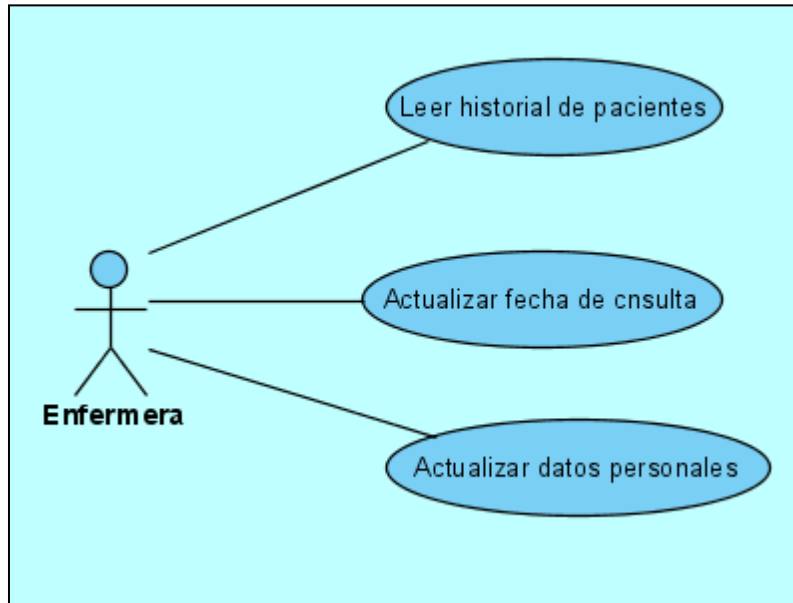 Leer historial de pacientes
Actualizar fecha de cnsulta
Enfermera
Actualizar datos personales